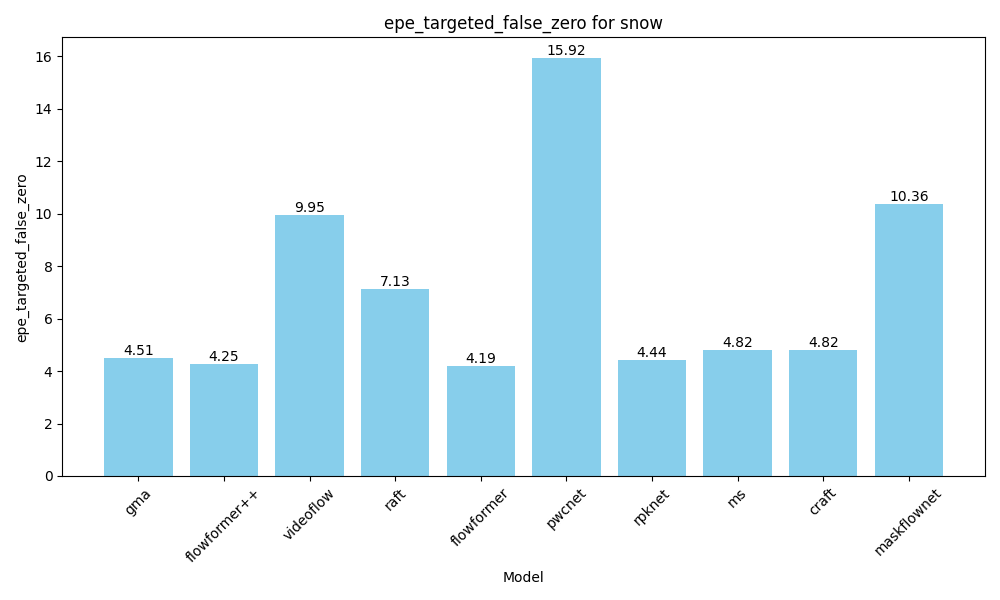 epe_targeted_false_zero for snow
epe_targeted_false_zero
16
14
12
10
8
6
4
2
0
4.51
4.25
9.95
7.13
4.19
15.92
4.44
4.82
4.82
10.36
gma
flowformer++
videoflow
raft
flowformer
pwcnet
rpknet
ms
craft
maskflownet
Model